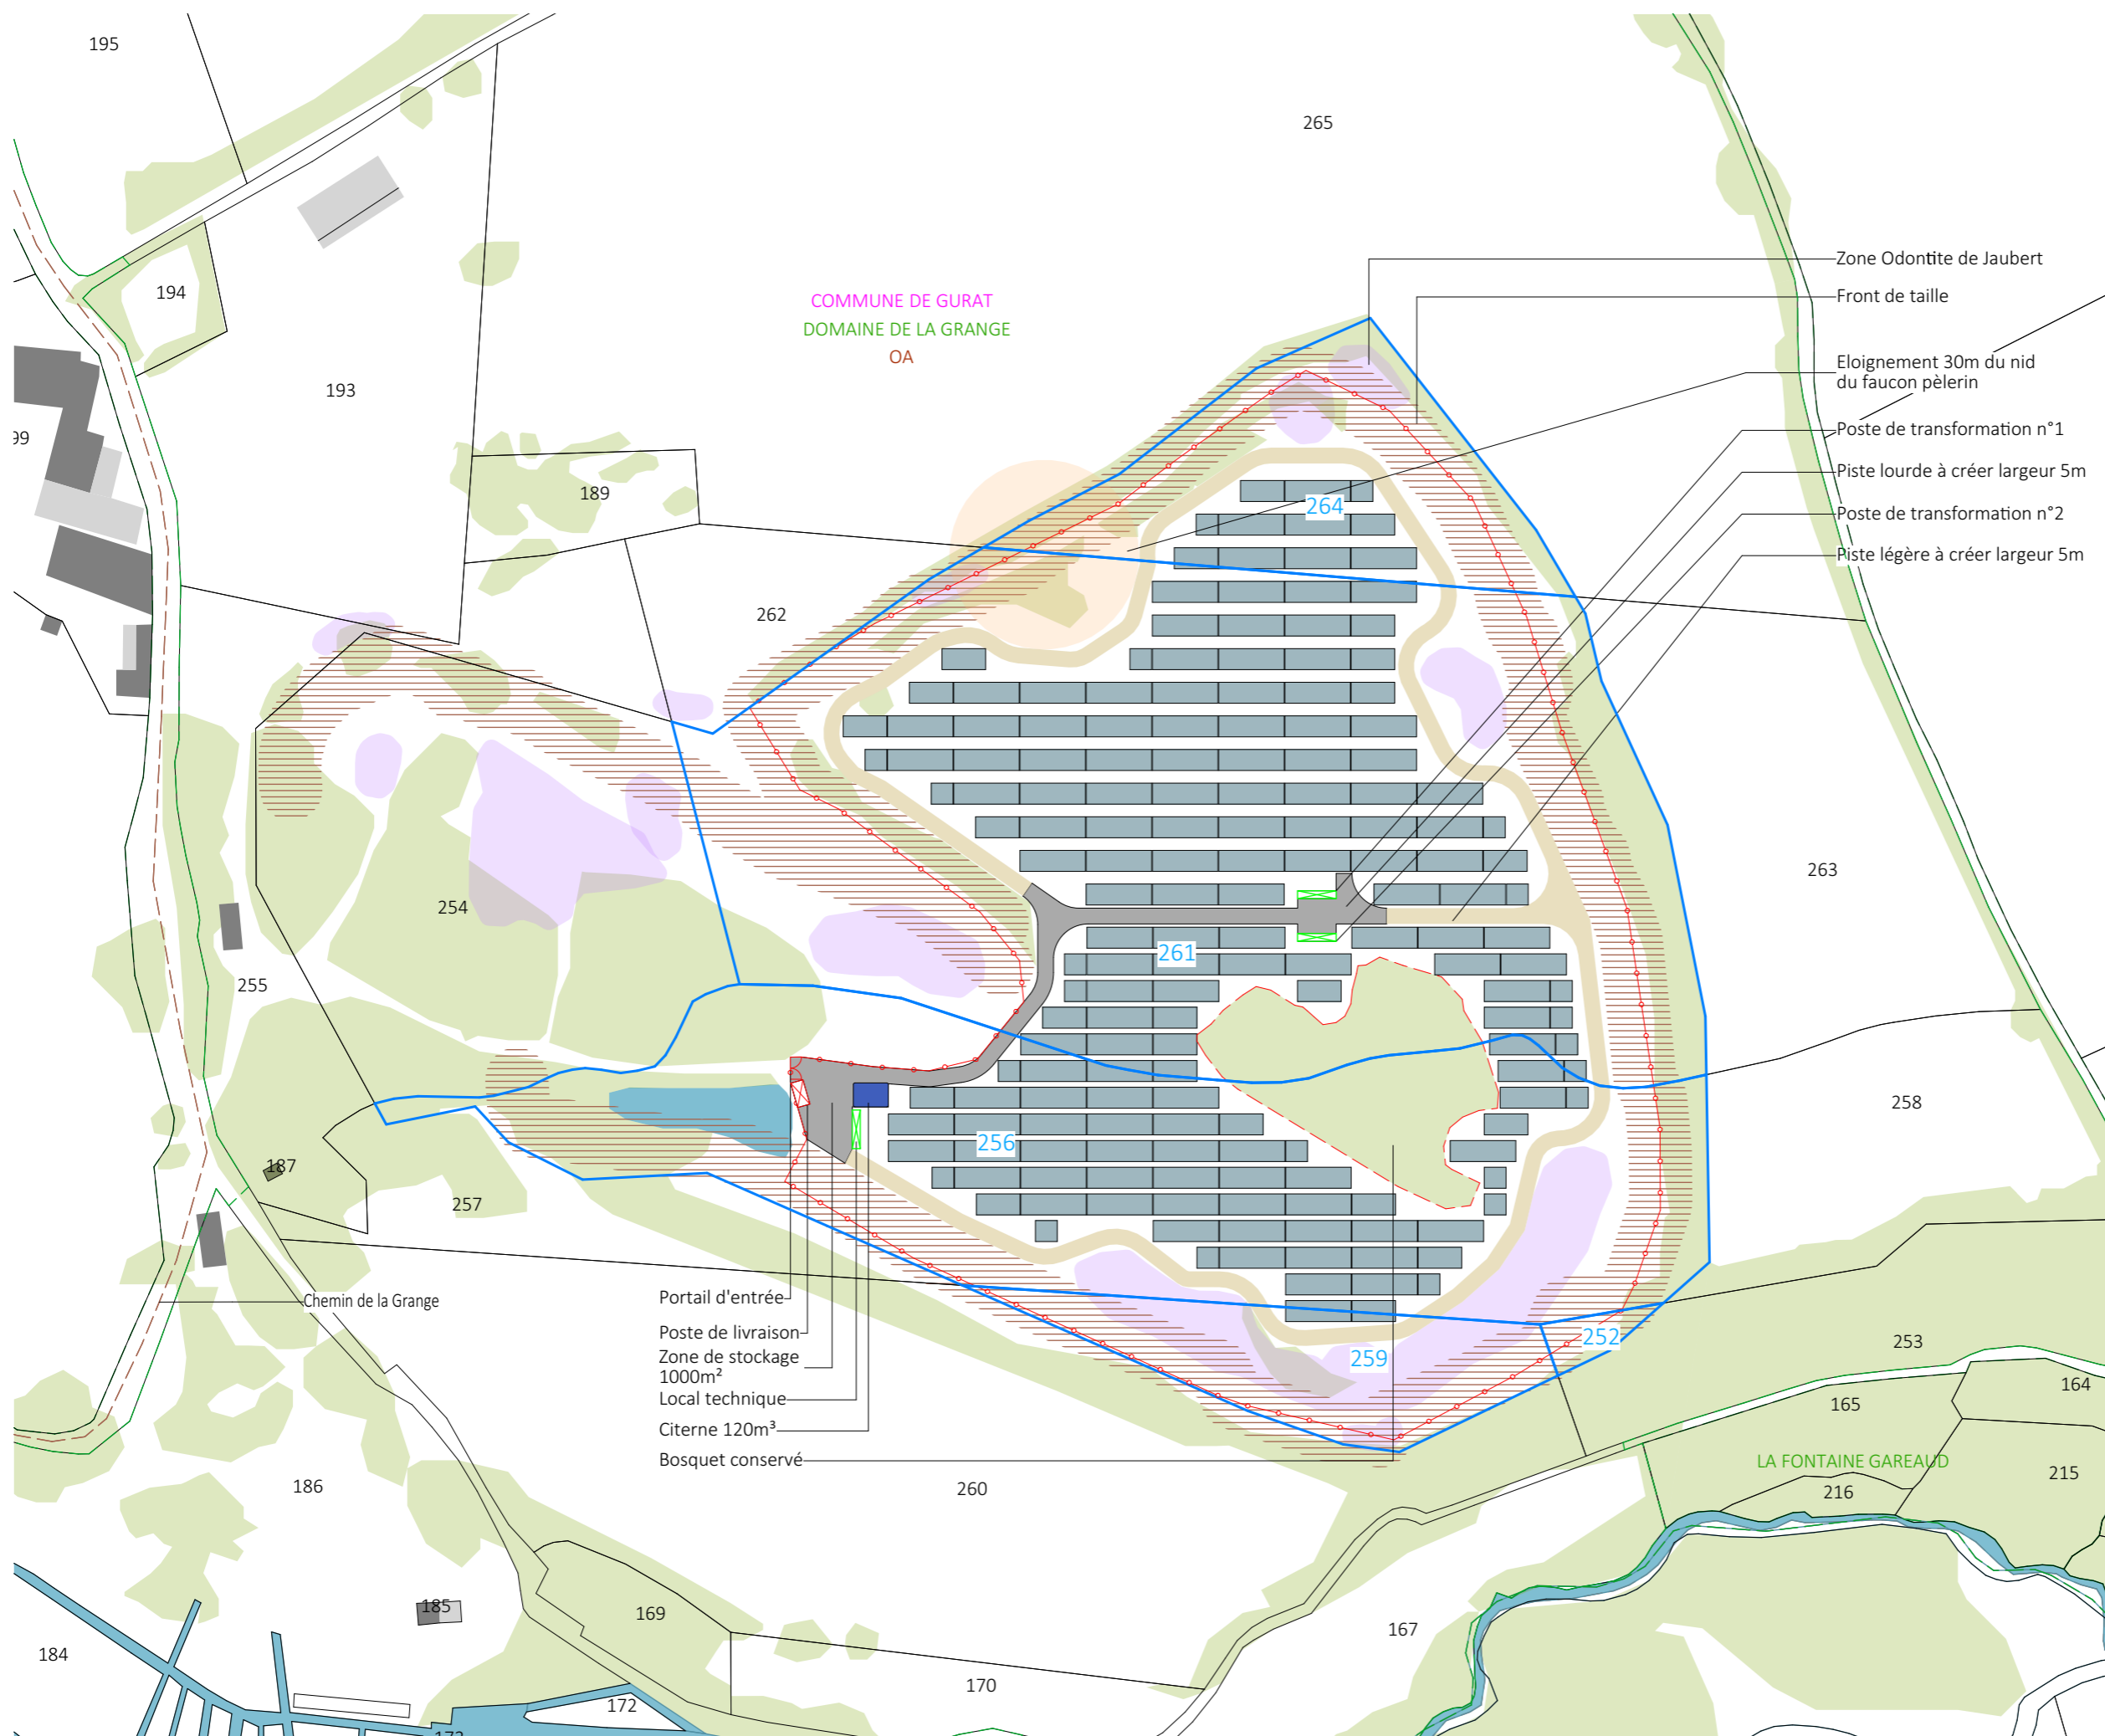 195
265
Zone Odontite de Jaubert
194
Front de taille
COMMUNE DE GURAT
DOMAINE DE LA GRANGE
OA
Eloignement 30m du nid
du faucon pèlerin
193
99
Poste de transformation n°1
Piste lourde à créer largeur 5m
189
264
Poste de transformation n°2
Piste légère à créer largeur 5m
262
263
254
261
255
258
256
187
257
Chemin de la Grange
Portail d'entrée
Poste de livraison
Zone de stockage
1000m²
Local technique
Citerne 120m³
Bosquet conservé
252
259
253
164
165
LA FONTAINE GAREAUD
215
216
186
260
185
169
167
184
170
172
173